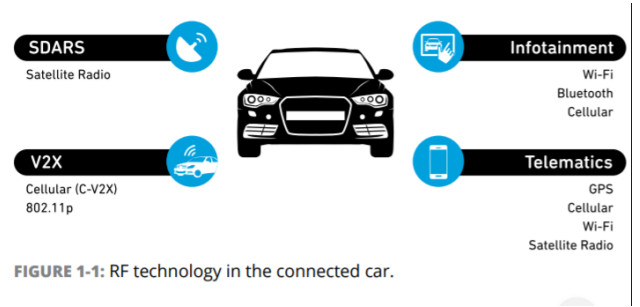 SDARS
Satellite Radio
Infotainment
Wi-Fi
Bluetooth
Cellular
V2X
Cellular (C-V2X)
802.11p
Telematics
GPS
Cellular
Wi-Fi
Satellite Radio
FIGURE 1-1: RF technology in the connected car.